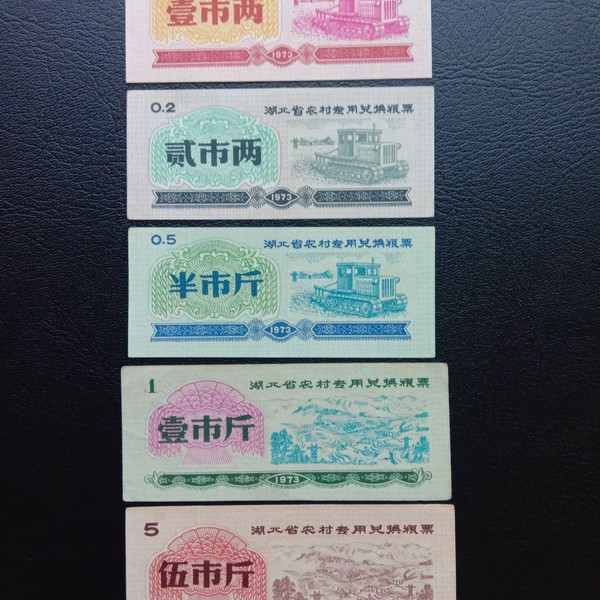 壹市两
1973
0.2
湖北省农村专用兑换粮票
贰市两
1973
0.5
湖北省农村专用兑换粮票
半市斤
1973
1
湖北省农村专用兑换粮票
壹市斤
1973
5
湖北省农村专用兑换粮票
伍市斤